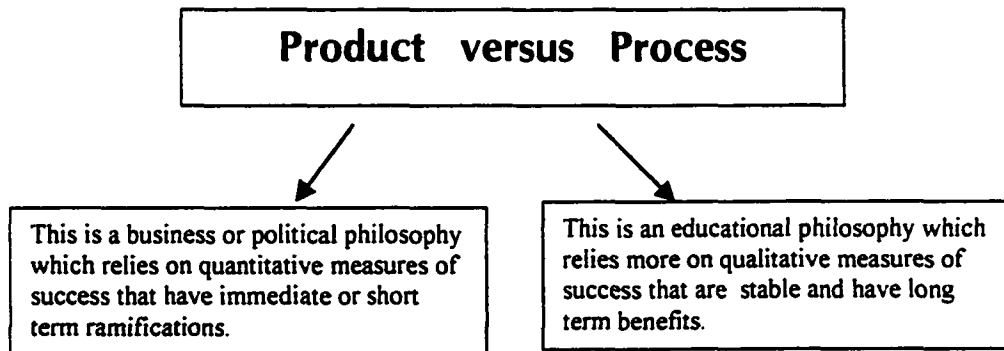 Product versus Process
This is a business or political philosophy
which relies on quantitative measures of
success that have immediate or short
term ramifications.
This is an educational philosophy which
relies more on qualitative measures of
success that are stable and have long
term benefits.